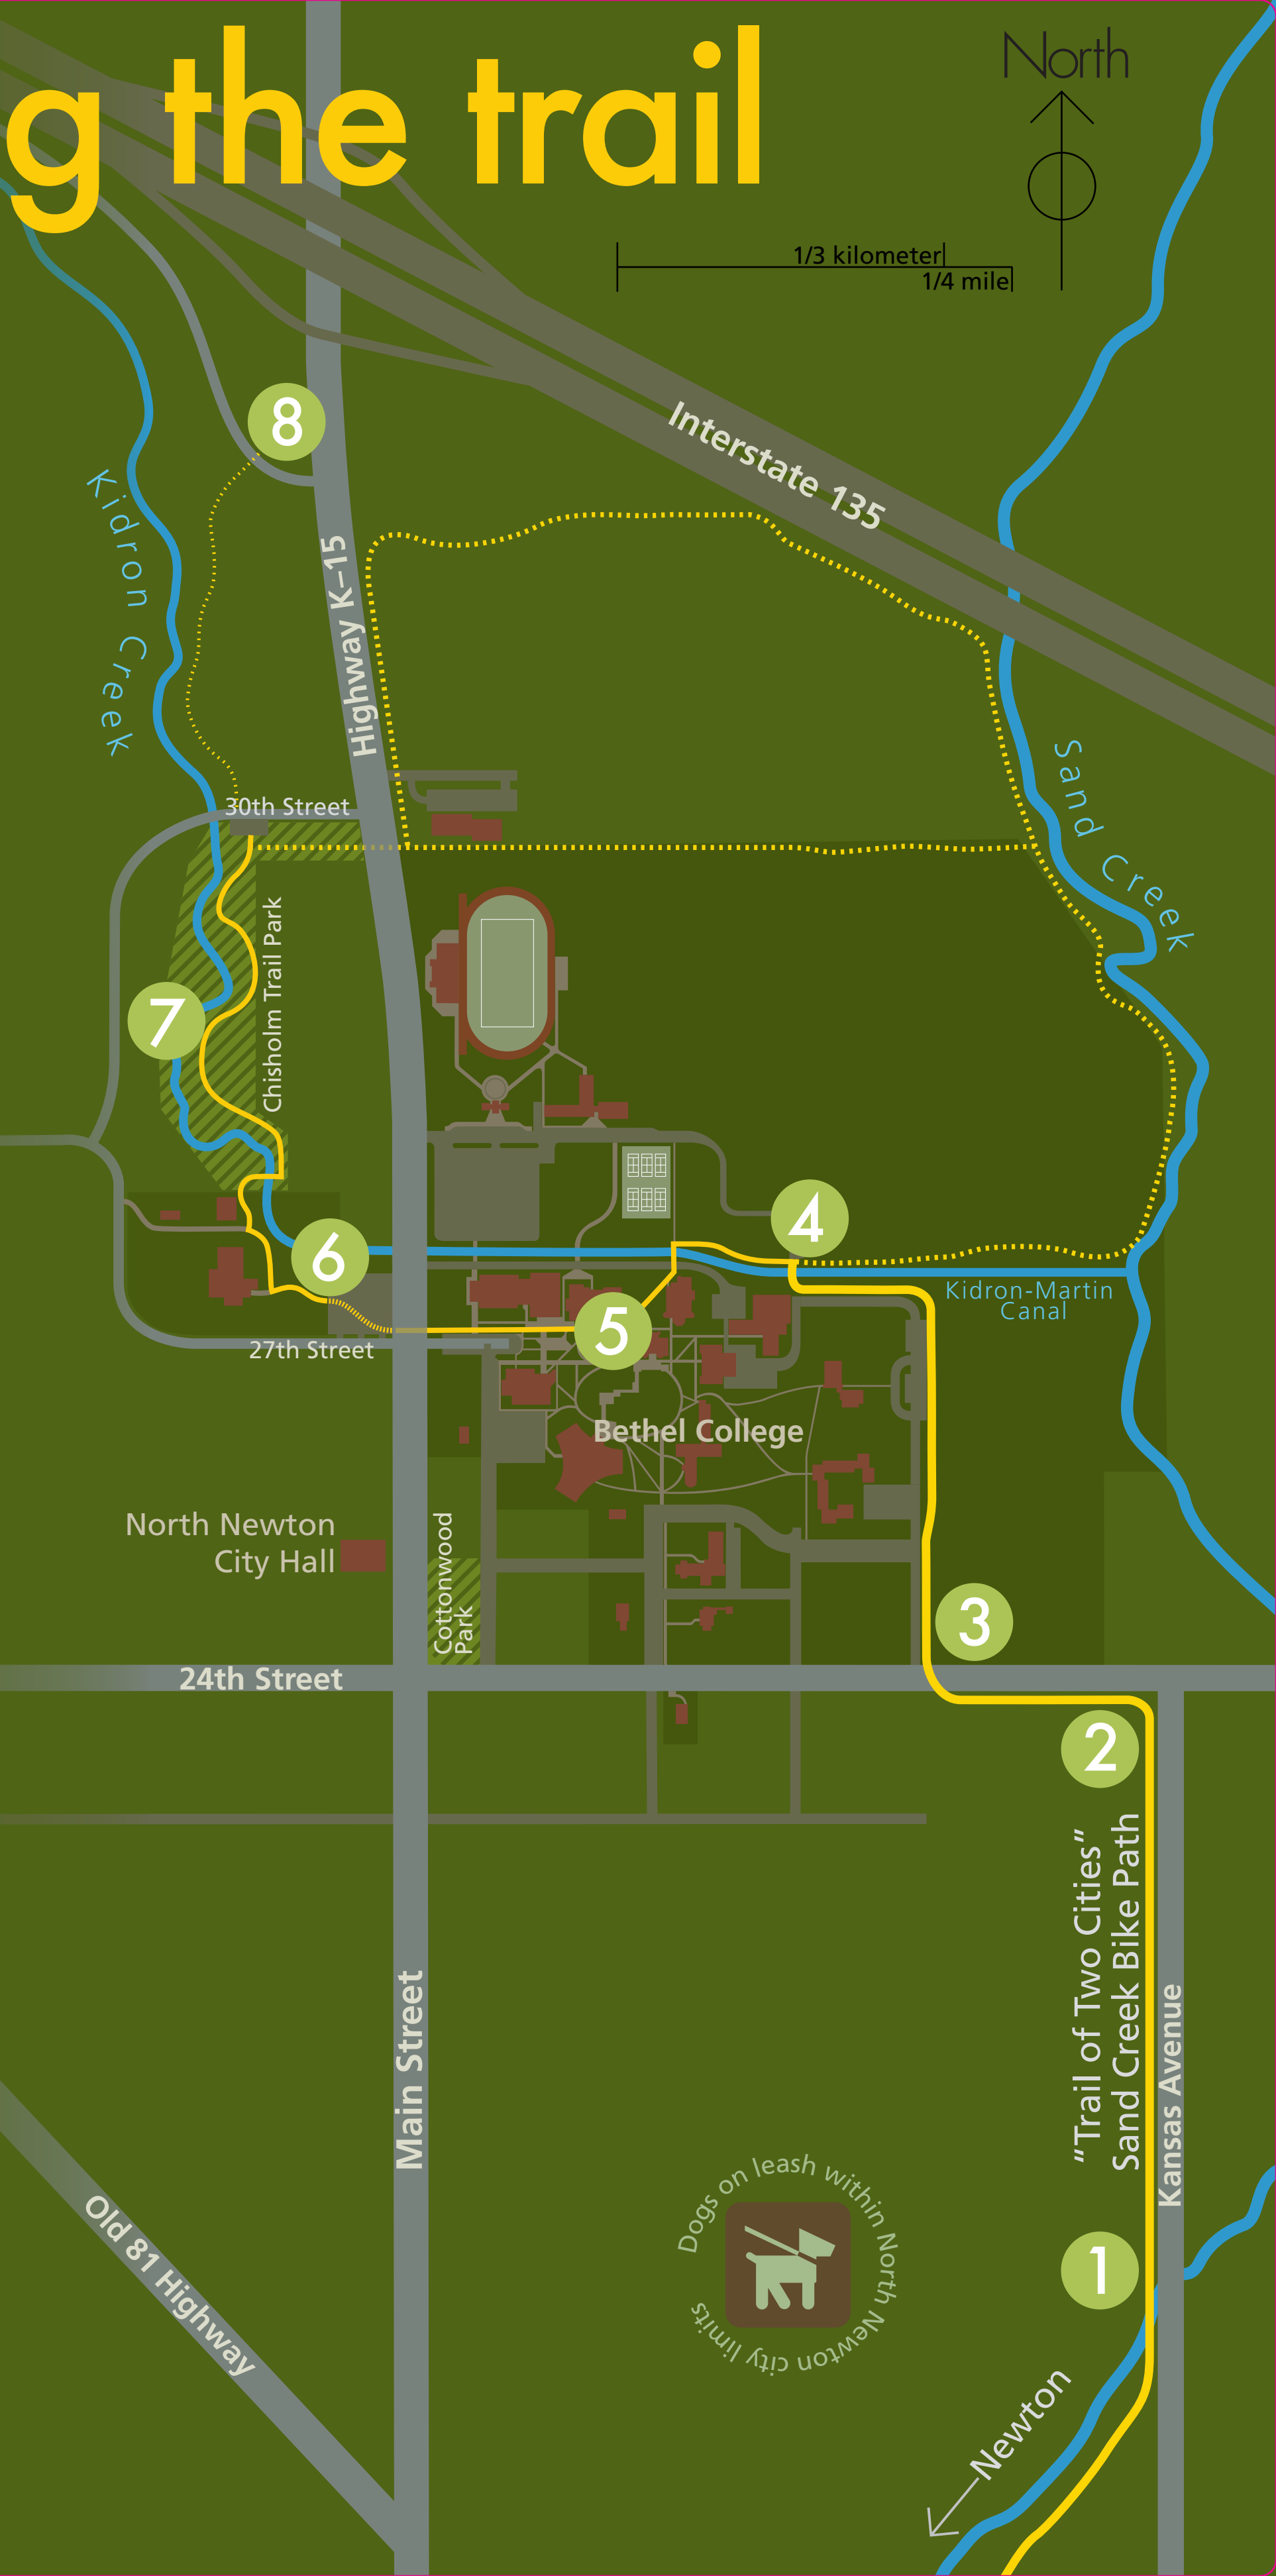 g the trail
North
1/3 kilometer
1/4 mile
8
Interstate 135
Kidron Creek
Highway K–15
Sand Creek
30th Street
Chisholm Trail Park
7
4
6
Kidron-Martin
Canal
5
27th Street
Bethel College
North Newton
City Hall
Cottonwood
Park
3
24th Street
2
"Trail of Two Cities"
Sand Creek Bike Path
Main Street
Kansas Avenue
Dogs on leash within North Newton city limits
1
Old 81 Highway
Newton